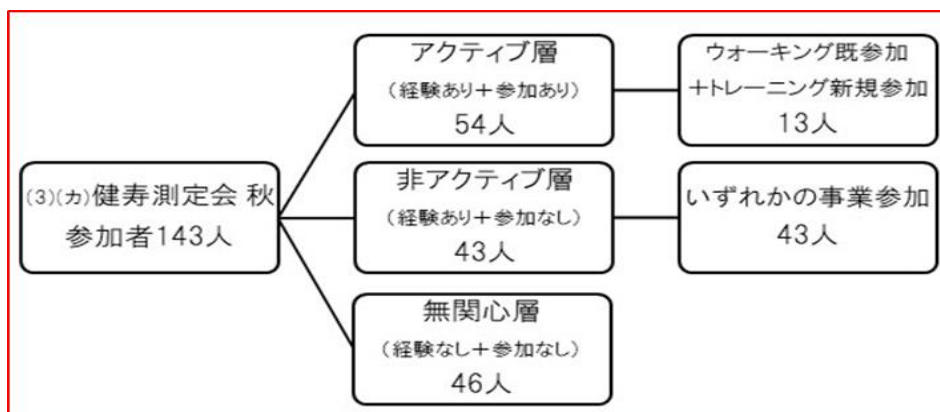 (3)(カ)健寿測定会 秋
参加者143人
アクティブ層
(経験あり+参加あり)
54人
ウォーキング既参加
+トレーニング新規参加
13人
非アクティブ層
(経験あり+参加なし)
43人
いずれかの事業参加
43人
無関心層
(経験なし+参加なし)
46人